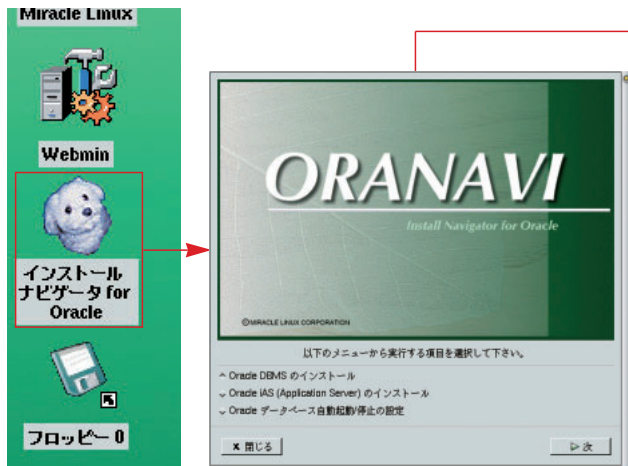 Miracle Linux
Webmin
インストール
ナビゲータ for
Oracle
フロッピー 0
ORANAVI
Install Navigator for Oracle
©MIRACLE LINUX CORPORATION
以下のメニューから実行する項目を選択して下さい。
Oracle DBMS のインストール
Oracle iAS (Application Server) のインストール
Oracle データベース自動起動/停止の設定
× 閉じる
▷ 次